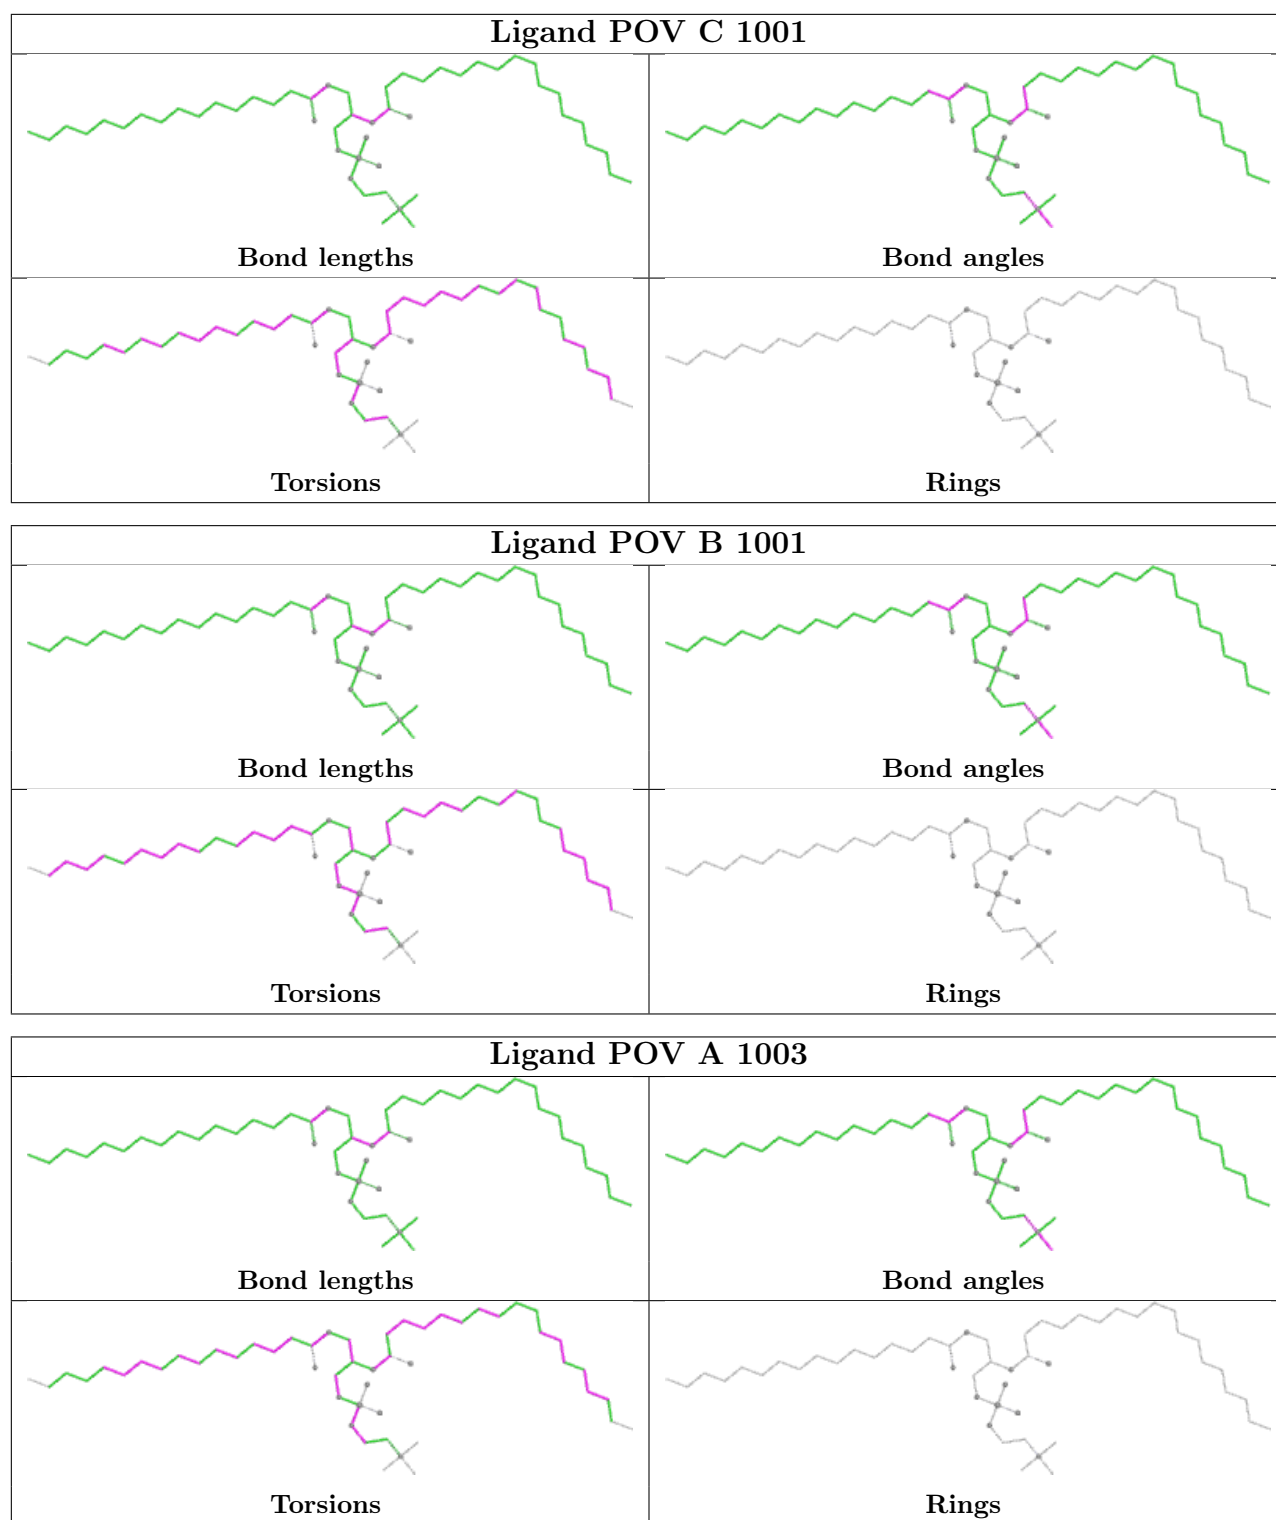 Ligand POV C 1001
Bond lengths
Bond angles
Torsions
Rings
Ligand POV B 1001
Bond lengths
Bond angles
Torsions
Rings
Ligand POV A 1003
Bond lengths
Bond angles
Torsions
Rings